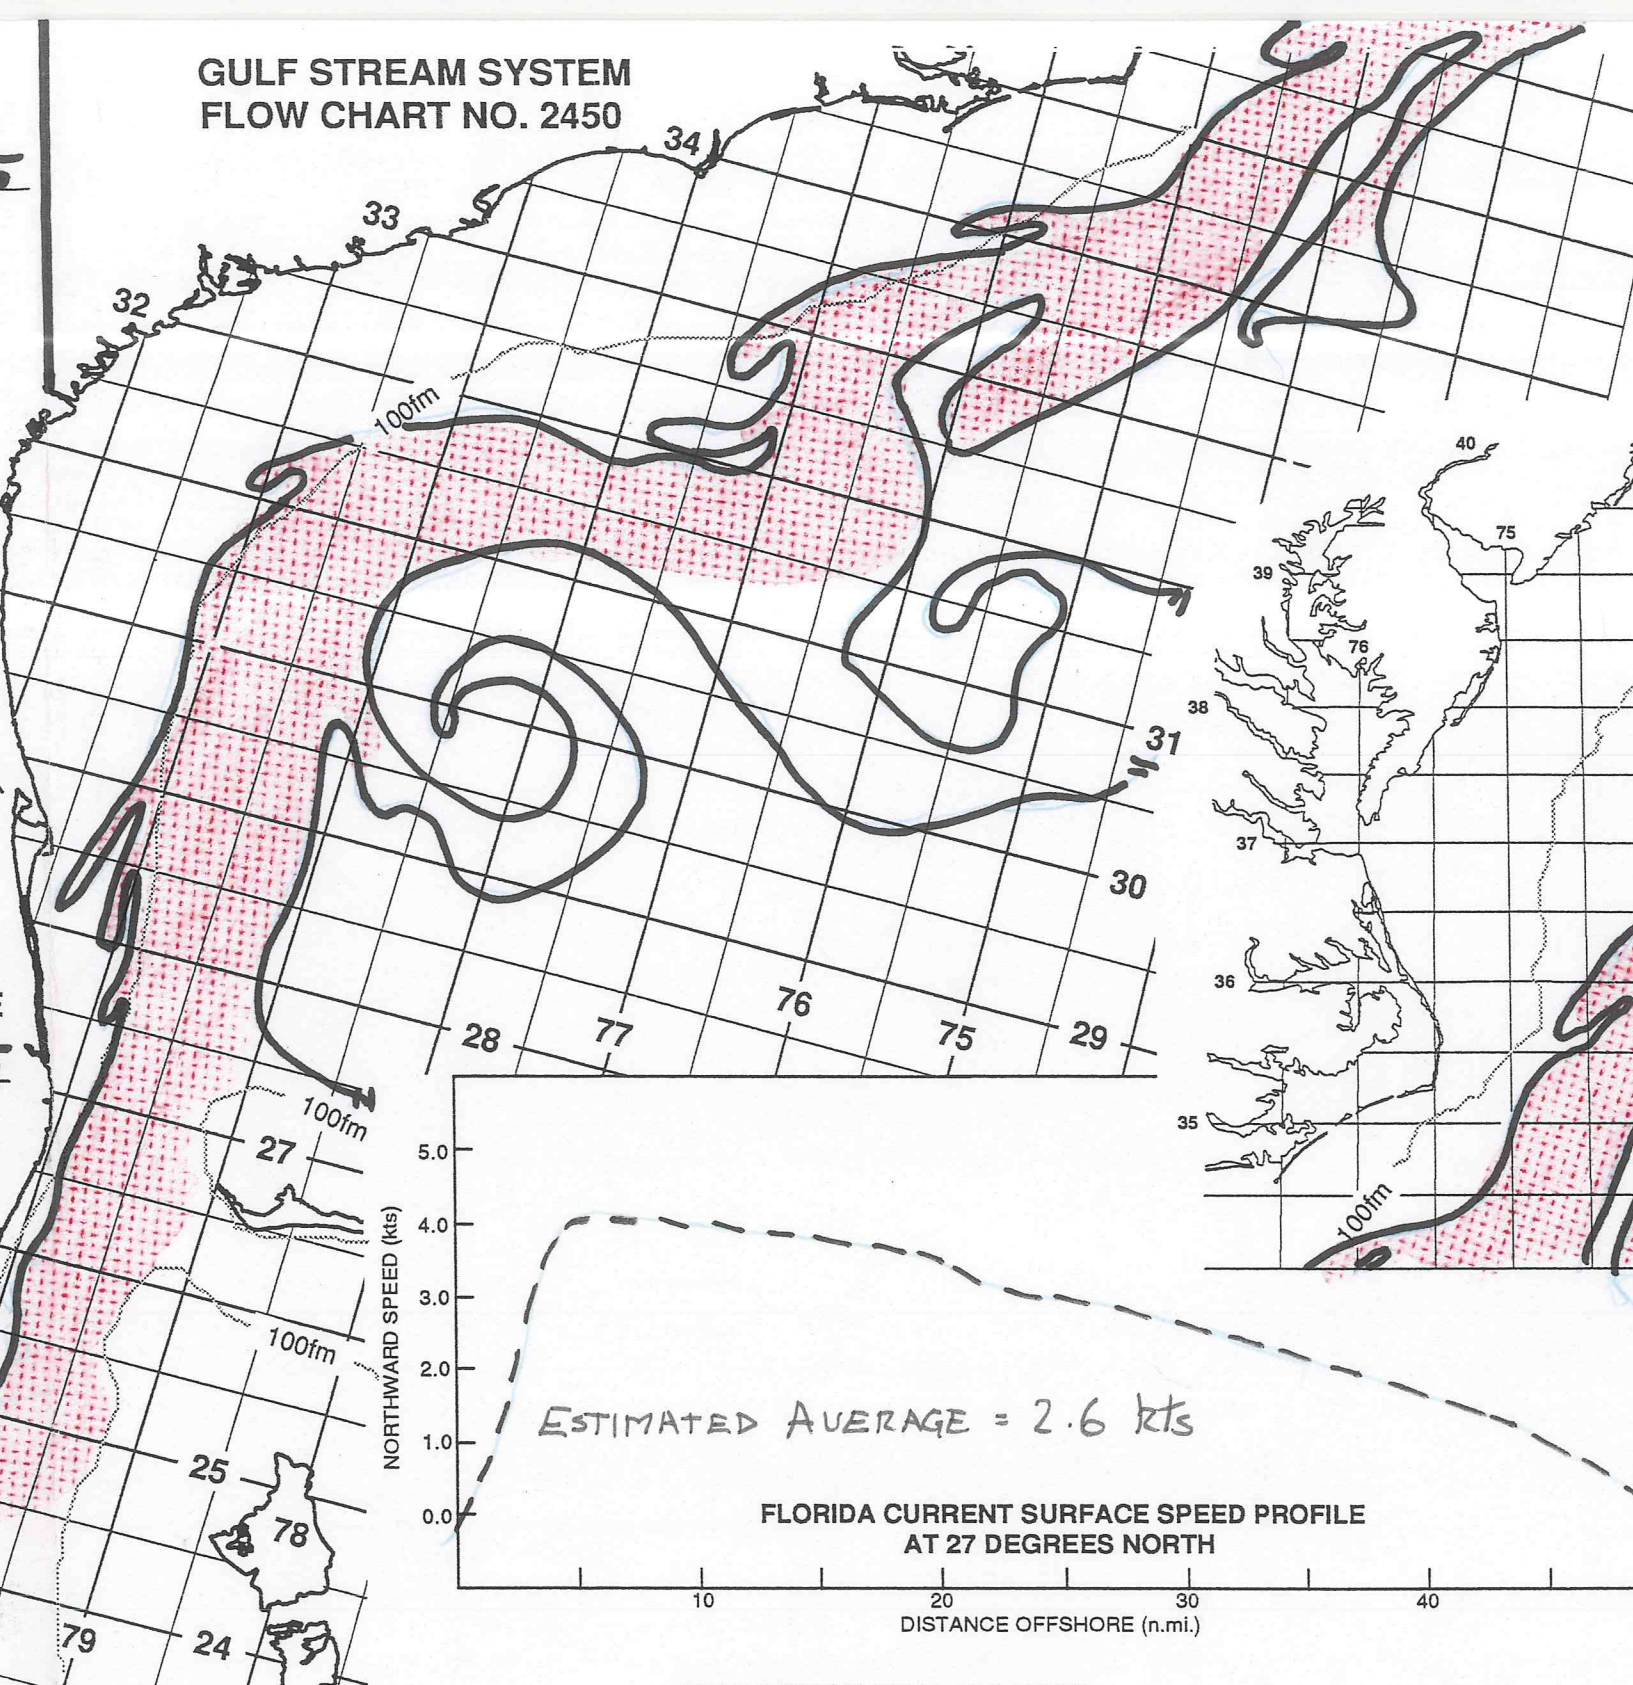 GULF STREAM SYSTEM
FLOW CHART NO. 2450
34
33
32
100fm
31
30
29
28
77
76
75
100fm
27
100fm
25
78
24
79
40
75
39
76
38
37
36
35
100fm
NORTHWARD SPEED (kts)
5.0
4.0
3.0
2.0
1.0
0.0
ESTIMATED AVERAGE = 2.6 kts
FLORIDA CURRENT SURFACE SPEED PROFILE
AT 27 DEGREES NORTH
10 20 30 40
DISTANCE OFFSHORE (n.mi.)